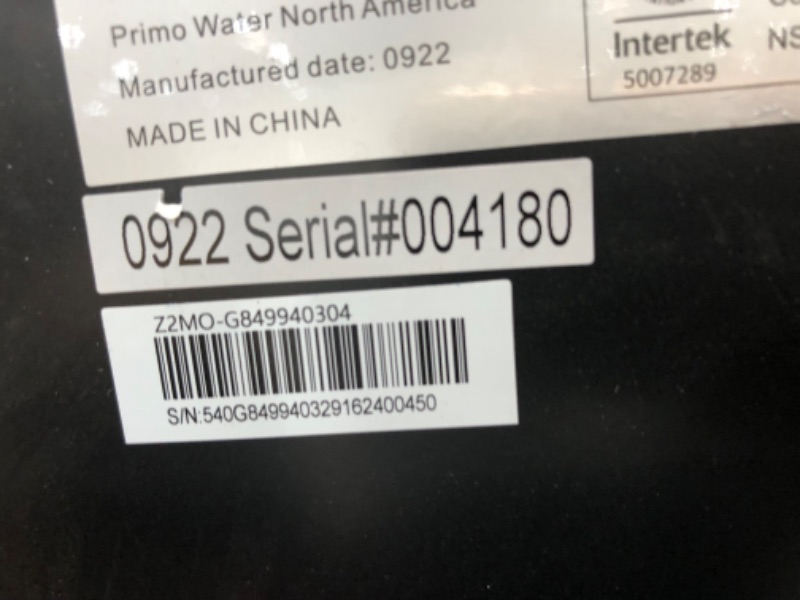 Primo Water North America
Manufactured date: 0922
MADE IN CHINA
Intertek
5007289
0922 Serial#004180
Z2MO-G849940304
S/N:540G849940329162400450